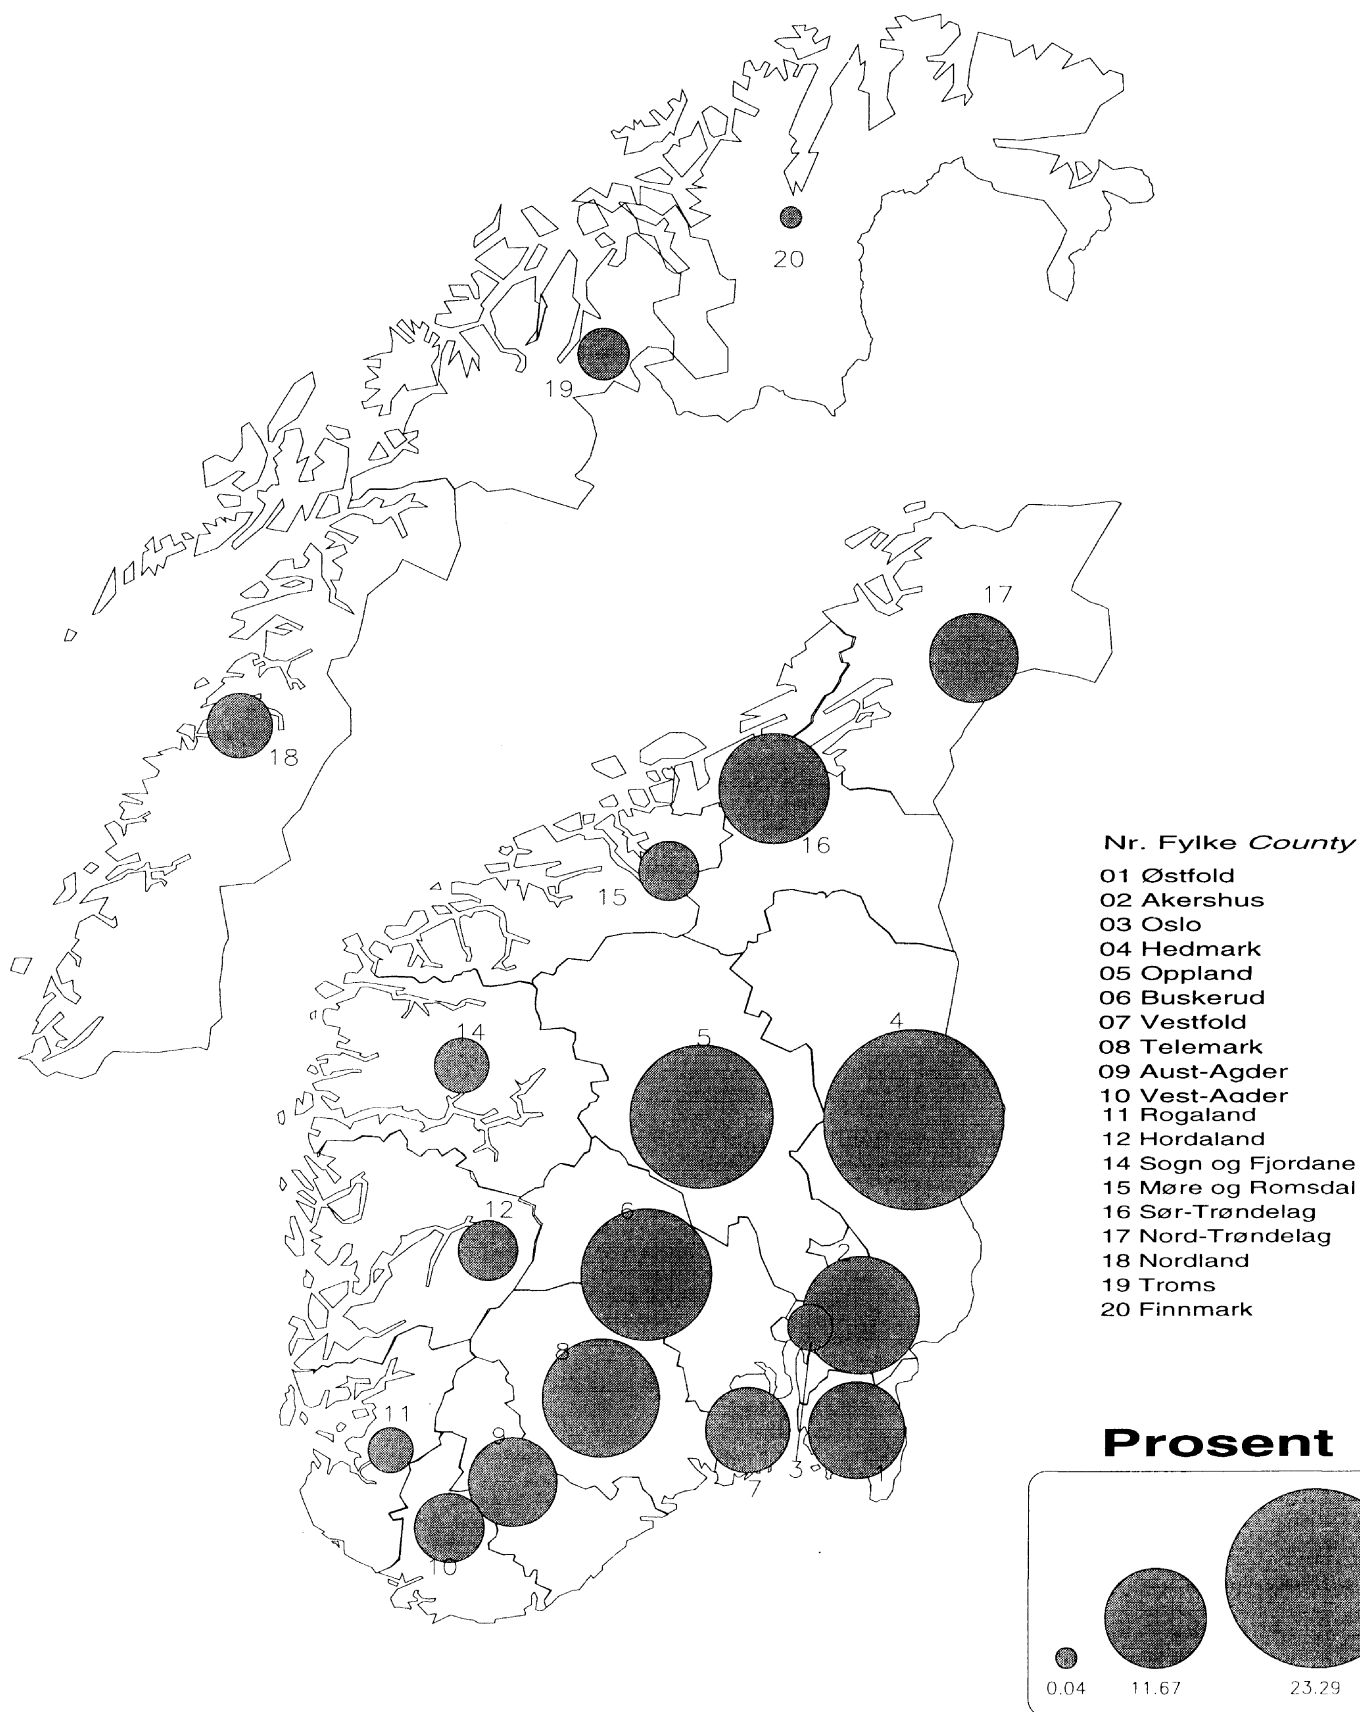 20
19
17
18
16
15
14
5
4
12
6
2
8
11
9
7
3
1
10
Nr. Fylke County
01 Østfold
02 Akershus
03 Oslo
04 Hedmark
05 Oppland
06 Buskerud
07 Vestfold
08 Telemark
09 Aust-Agder
10 Vest-Agder
11 Rogaland
12 Hordaland
14 Sogn og Fjordane
15 Møre og Romsdal
16 Sør-Trøndelag
17 Nord-Trøndelag
18 Nordland
19 Troms
20 Finnmark
Prosent
0.04 11.67 23.29